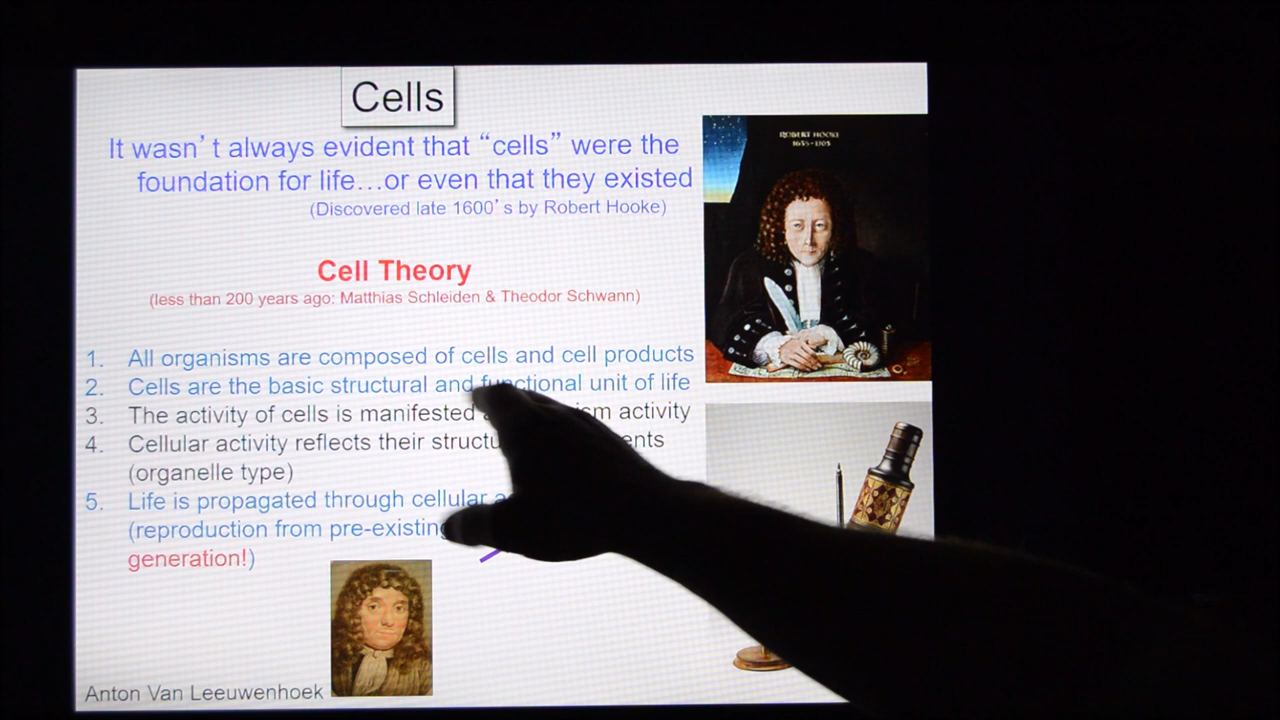 Cells
It wasn't always evident that “cells” were the
foundation for life…or even that they existed
(Discovered late 1600's by Robert Hooke)
ROBERT HOOKE
1635-1703
Cell Theory
(less than 200 years ago: Matthias Schleiden & Theodor Schwann)
1. All organisms are composed of cells and cell products
2. Cells are the basic structural and functional unit of life
3. The activity of cells is manifested activity
4. Cellular activity reflects their
(organelle type)
5. Life is propagated through cellular
(reproduction from pre-existing
generation!)
Anton Van Leeuwenhoek